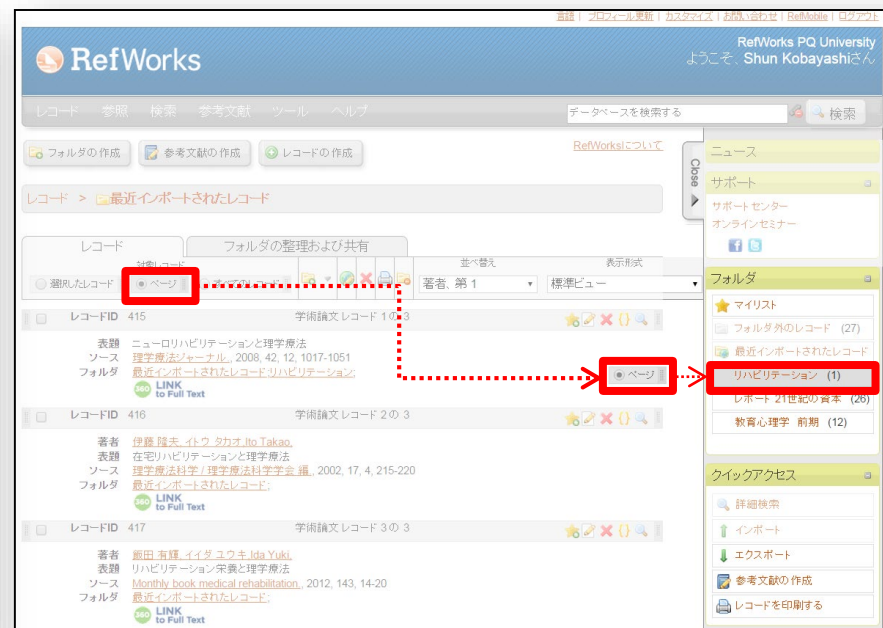 言語 | プロフィール更新 | カスタマイズ | お問い合わせ | RefMobile | ログアウト
RefWorks
RefWorks PQ University
ようこそ、Shun Kobayashiさん
レコード 参照 検索 参考文献 ツール ヘルプ
データベースを検索する
検索
フォルダの作成
参考文献の作成
レコードの作成
RefWorksについて
Close
レコード > 最近インポートされたレコード
レコード
フォルダの整理および共有
対象レコード
並べ替え
表示形式
選択したレコード
ページ
すべてのレコード
著者、第 1
標準ビュー
レコードID 415
学術論文 レコード 1 の 3
表題 ニューロリハビリテーションと理学療法
ソース 理学療法ジャーナル, 2008, 42, 12, 1017-1051
フォルダ 最近インポートされたレコード;リハビリテーション;
360 LINK
to Full Text
ページ
レコードID 416
学術論文 レコード 2 の 3
著者 伊藤 隆夫, イトウ タカオ,Ito Takao,
表題 在宅リハビリテーションと理学療法
ソース 理学療法科学 / 理学療法科学学会 編, 2002, 17, 4, 215-220
フォルダ 最近インポートされたレコード;
360 LINK
to Full Text
レコードID 417
学術論文 レコード 3 の 3
著者 飯田 有輝, イイダ ユウキ,Ida Yuki,
表題 リハビリテーション栄養と理学療法
ソース Monthly book medical rehabilitation, 2012, 143, 14-20
フォルダ 最近インポートされたレコード;
360 LINK
to Full Text
ニュース
サポート
サポートセンター
オンラインセミナー
フォルダ
マイリスト
フォルダ外のレコード (27)
最近インポートされたレコード
リハビリテーション (1)
レポート 21世紀の資本 (26)
教育心理学 前期 (12)
クイックアクセス
詳細検索
インポート
エクスポート
参考文献の作成
レコードを印刷する